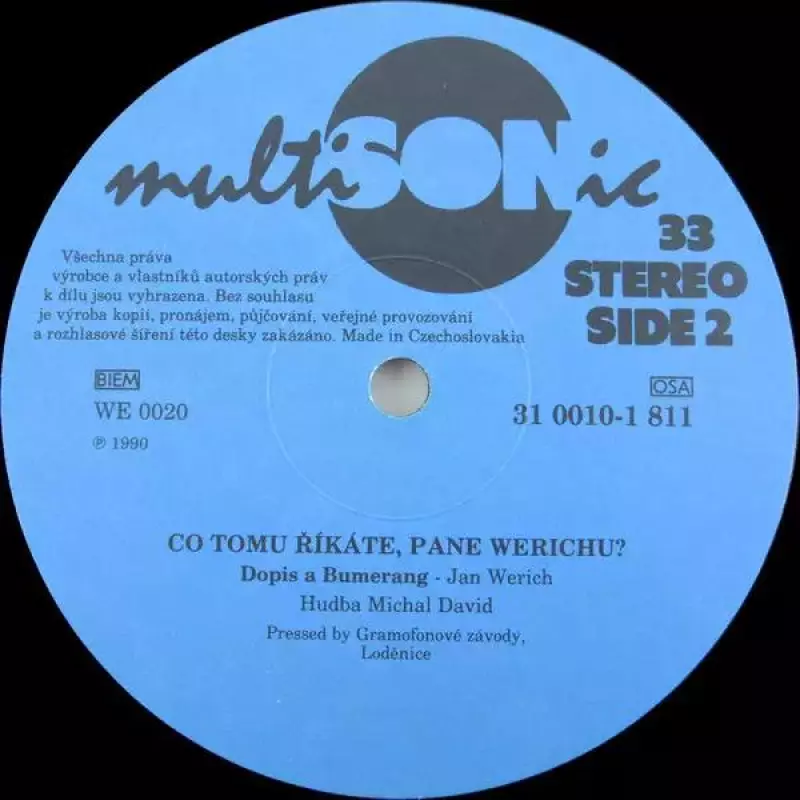 multiSONic
33
STEREO
SIDE 2
Všechna práva
výrobce a vlastníků autorských práv
k dílu jsou vyhrazena. Bez souhlasu
je výroba kopií, pronájem, půjčování, veřejné provozování
a rozhlasové šíření této desky zakázáno. Made in Czechoslovakia
BIEM
OSA
WE 0020
31 0010-1 811
℗ 1990
CO TOMU ŘÍKÁTE, PANE WERICHU?
Dopis a Bumerang - Jan Werich
Hudba Michal David
Pressed by Gramofonové závody,
Loděnice